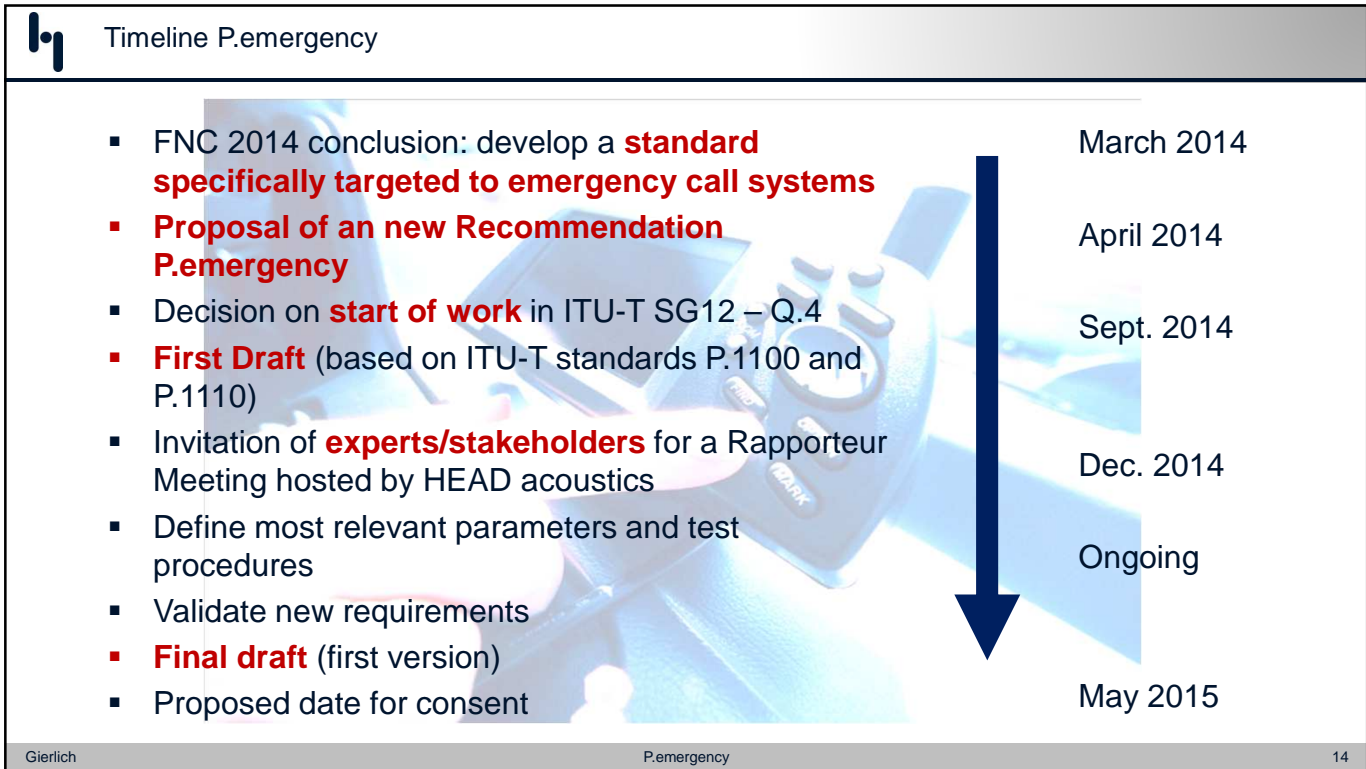 Timeline P.emergency
▪ FNC 2014 conclusion: develop a standard
specifically targeted to emergency call systems
March 2014
▪ Proposal of an new Recommendation
P.emergency
April 2014
▪ Decision on start of work in ITU-T SG12 – Q.4
Sept. 2014
▪ First Draft (based on ITU-T standards P.1100 and
P.1110)
▪ Invitation of experts/stakeholders for a Rapporteur
Meeting hosted by HEAD acoustics
Dec. 2014
▪ Define most relevant parameters and test
procedures
Ongoing
▪ Validate new requirements
▪ Final draft (first version)
▪ Proposed date for consent
May 2015
FIND
MARK
Gierlich
P.emergency
14